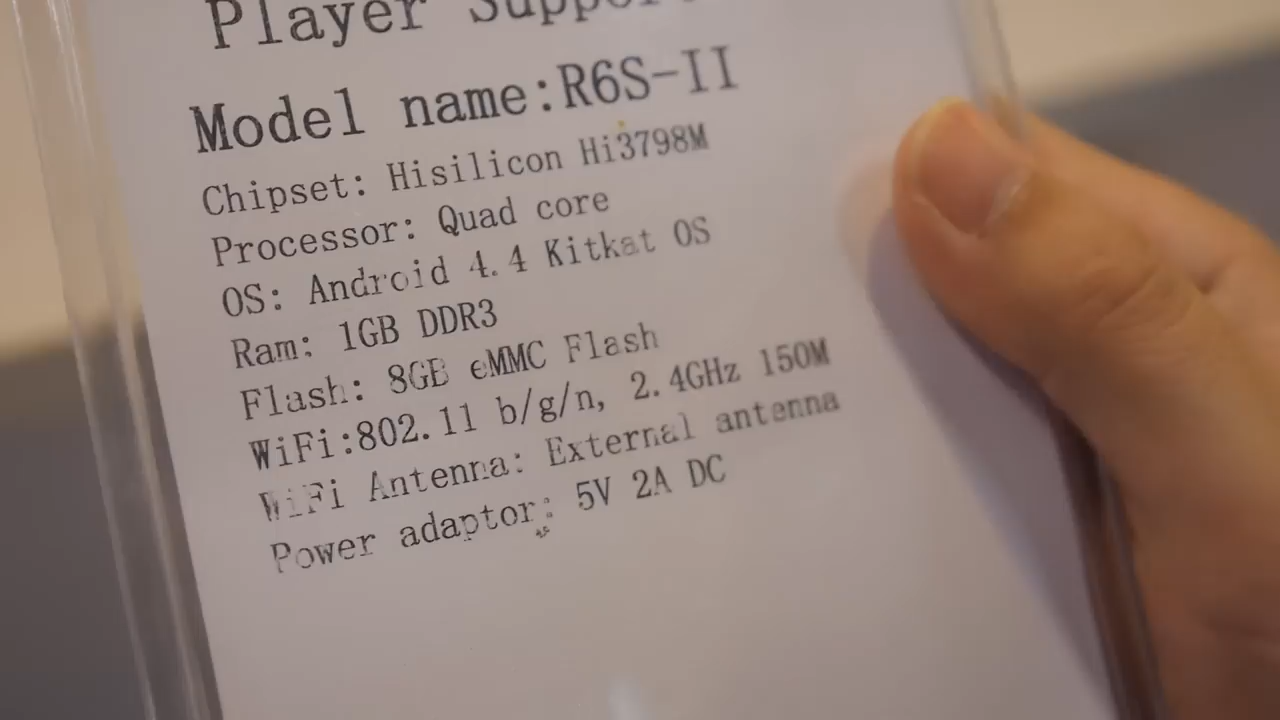 Player Support
Model name:R6S-II
Chipset: Hisilicon Hi3798M
Processor: Quad core
OS: Android 4.4 Kitkat OS
Ram: 1GB DDR3
Flash: 8GB eMMC Flash
WiFi:802.11 b/g/n, 2.4GHz 150M
WiFi Antenna: External antenna
Power adaptor: 5V 2A DC